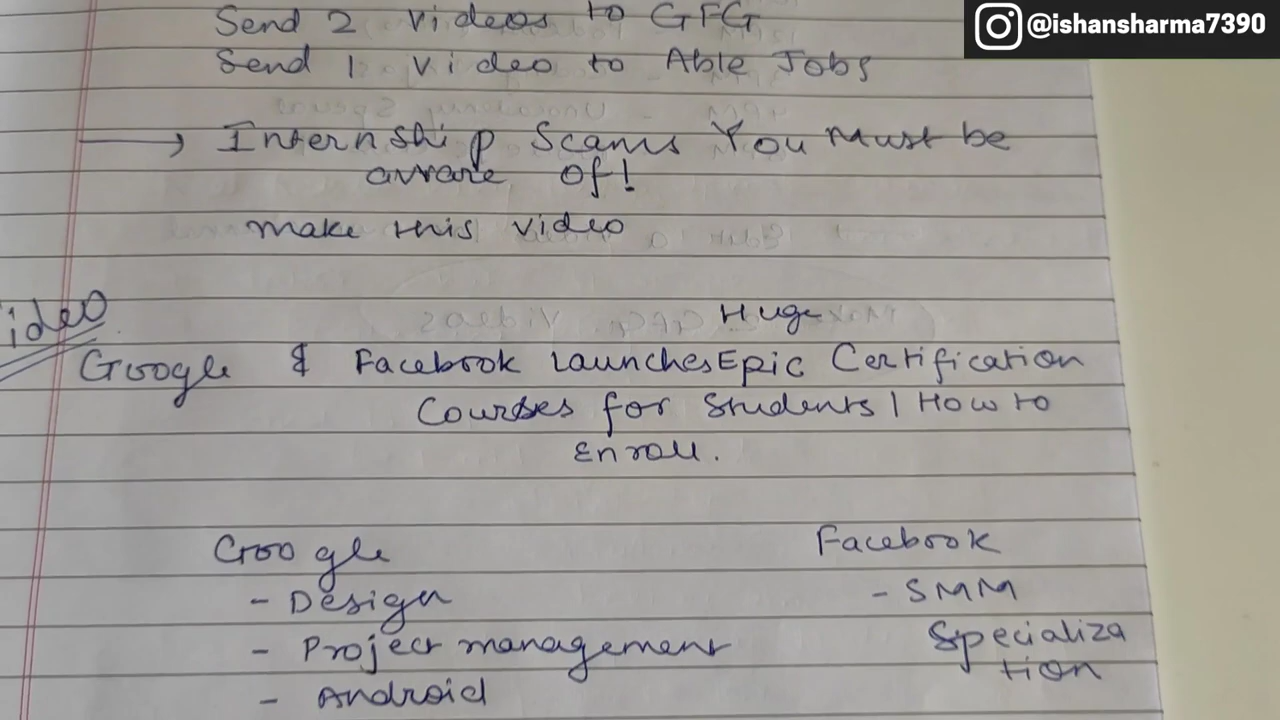 @ishansharma7390
Send 2 videos to GFG
Send 1 video to Able Jobs
→ Internship Scams You Must be
aware of!
make this video
ideo
Huge
Google & Facebook launches Epic Certification
Courses for Students | How to
Enroll.
Google
Facebook
- Design
- SMM
- Project management
Specializa
tion
- Android